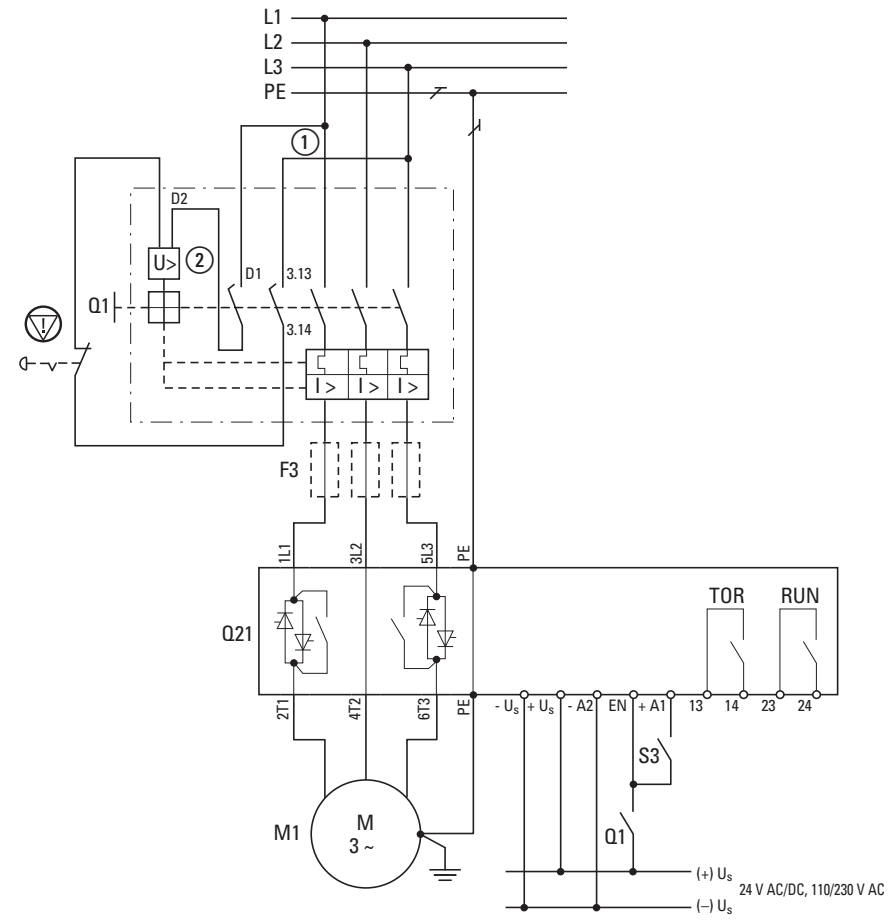 L1
L2
L3
PE
1
D2
U>
2
D1
3.13
Q1
3.14
I >
I >
I >
F3
1L1
3L2
5L3
PE
TOR
RUN
Q21
2T1
4T2
6T3
PE
- Us
+ Us
- A2
EN
+ A1
13
14
23
24
S3
M1
M
3 ~
Q1
(+) Us
24 V AC/DC, 110/230 V AC
(–) Us